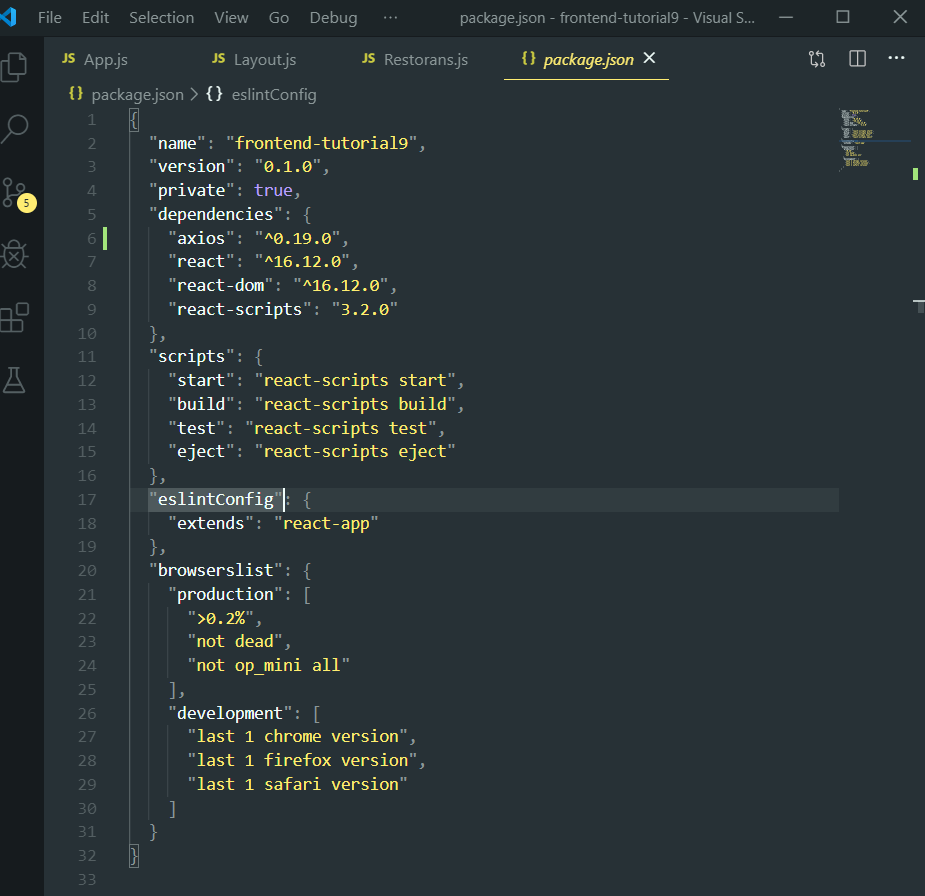 File Edit Selection View Go Debug ··· package.json - frontend-tutorial9 - Visual S...
JS App.js JS Layout.js JS Restorans.js {} package.json
{} package.json > {} eslintConfig
5
1 {
2 "name": "frontend-tutorial9",
3 "version": "0.1.0",
4 "private": true,
5 "dependencies": {
6 "axios": "^0.19.0",
7 "react": "^16.12.0",
8 "react-dom": "^16.12.0",
9 "react-scripts": "3.2.0"
10 },
11 "scripts": {
12 "start": "react-scripts start",
13 "build": "react-scripts build",
14 "test": "react-scripts test",
15 "eject": "react-scripts eject"
16 },
17 "eslintConfig": {
18 "extends": "react-app"
19 },
20 "browserslist": {
21 "production": [
22 ">0.2%",
23 "not dead",
24 "not op_mini all"
25 ],
26 "development": [
27 "last 1 chrome version",
28 "last 1 firefox version",
29 "last 1 safari version"
30 ]
31 }
32 }
33